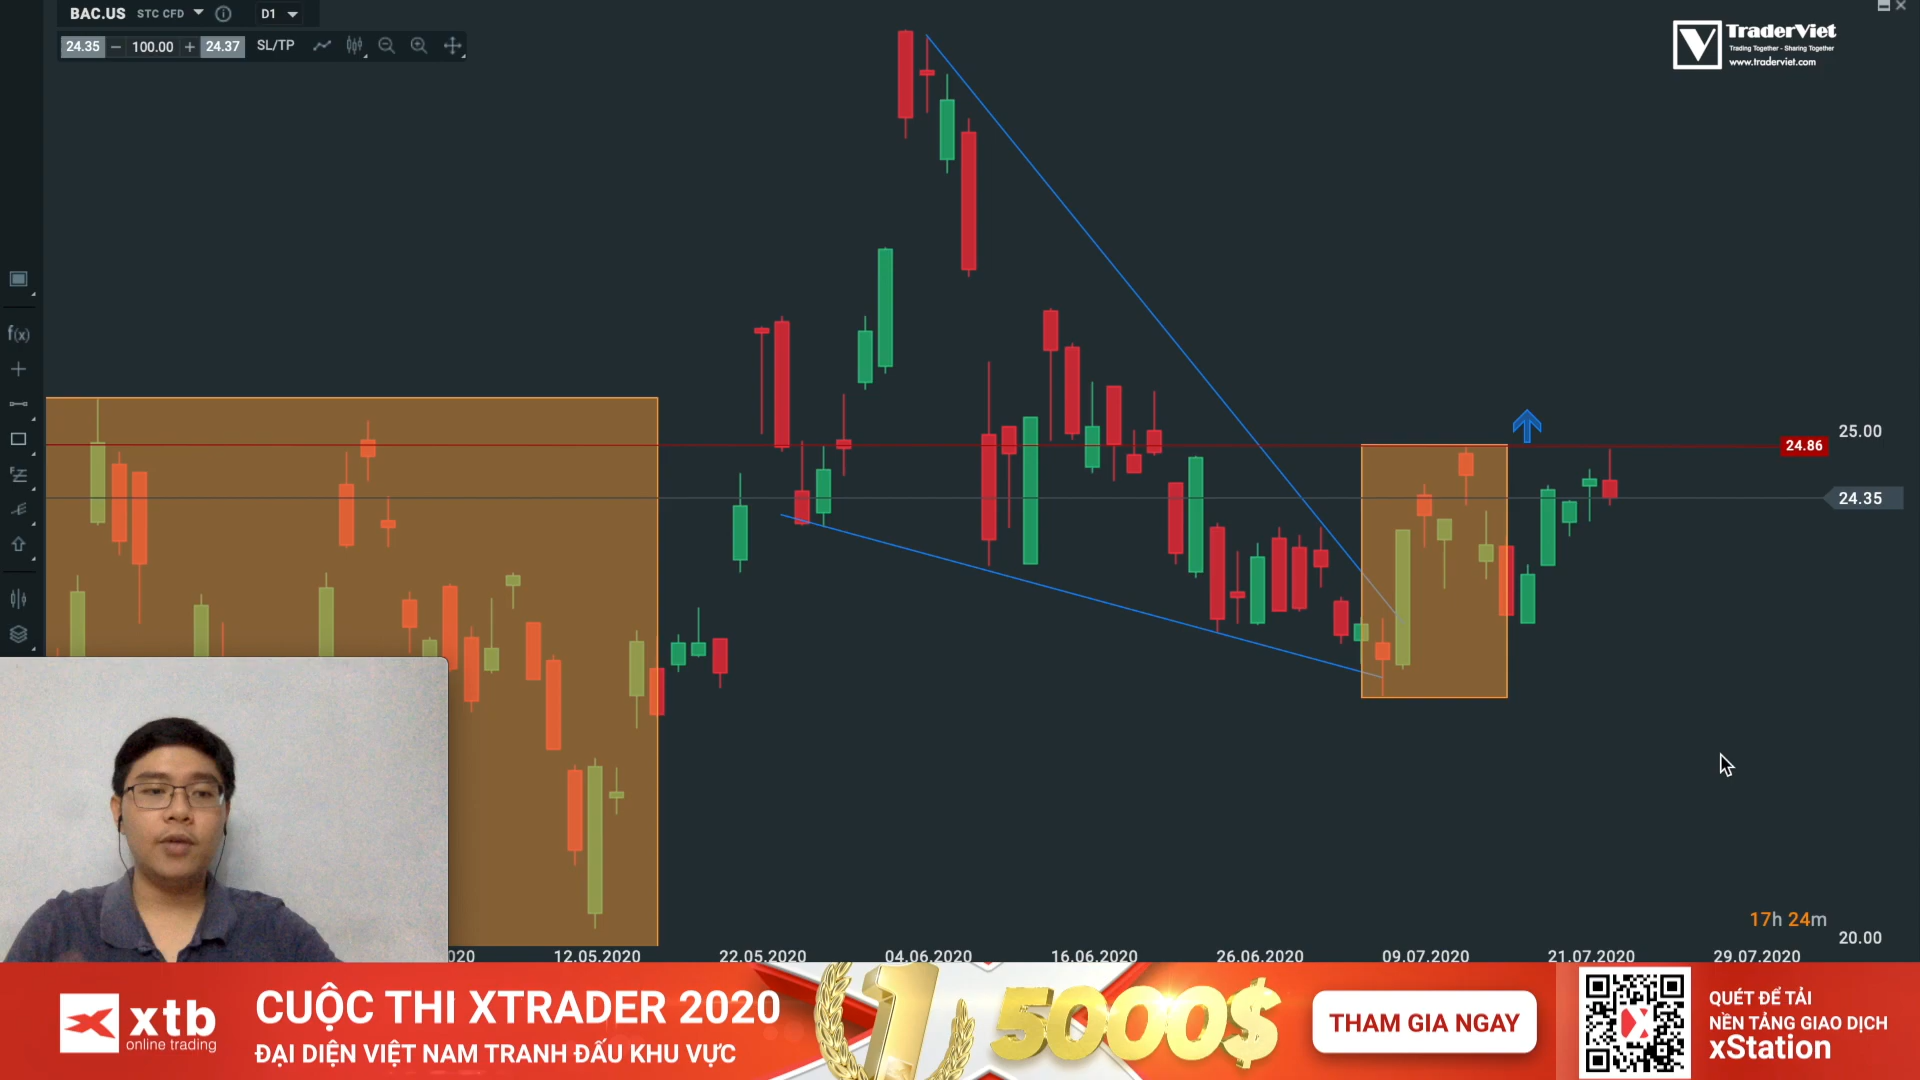 BAC.US STC CFD D1
24.35 − 100.00 + 24.37 SL/TP
TraderViet
Trading Together - Sharing Together
www.traderviet.com
f(x)
25.00
24.86
24.35
17h 24m
20.00
020 12.05.2020 22.05.2020 04.06.2020 16.06.2020 26.06.2020 09.07.2020 21.07.2020 29.07.2020
xtb
online trading
CUỘC THI XTRADER 2020
ĐẠI DIỆN VIỆT NAM TRANH ĐẤU KHU VỰC
1
5000$
THAM GIA NGAY
QUÉT ĐỂ TẢI
NỀN TẢNG GIAO DỊCH
xStation